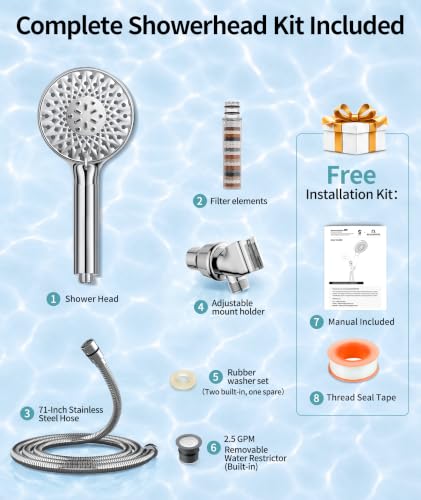 Complete Showerhead Kit Included
1 Shower Head
2 Filter elements
4 Adjustable
mount holder
3 71-Inch Stainless
Steel Hose
5 Rubber
washer set
(Two built-in, one spare)
6 2.5 GPM
Removable
Water Restrictor
(Built-in)
Free
Installation Kit:
7 Manual Included
8 Thread Seal Tape